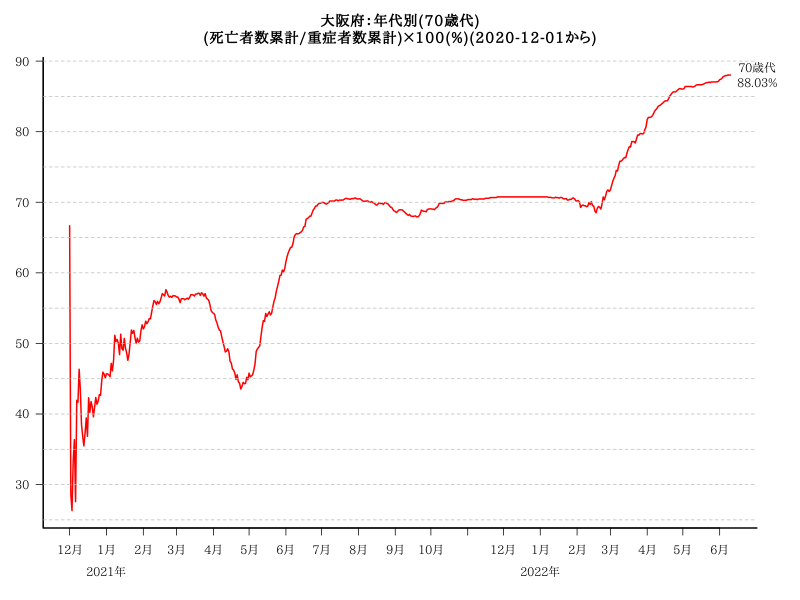 大阪府：年代別(70歳代)
(死亡者数累計/重症者数累計)×100(%)(2020-12-01から)
90
80
70
60
50
40
30
70歳代
88.03%
12月 1月 2月 3月 4月 5月 6月 7月 8月 9月 10月 12月 1月 2月 3月 4月 5月 6月
2021年 2022年